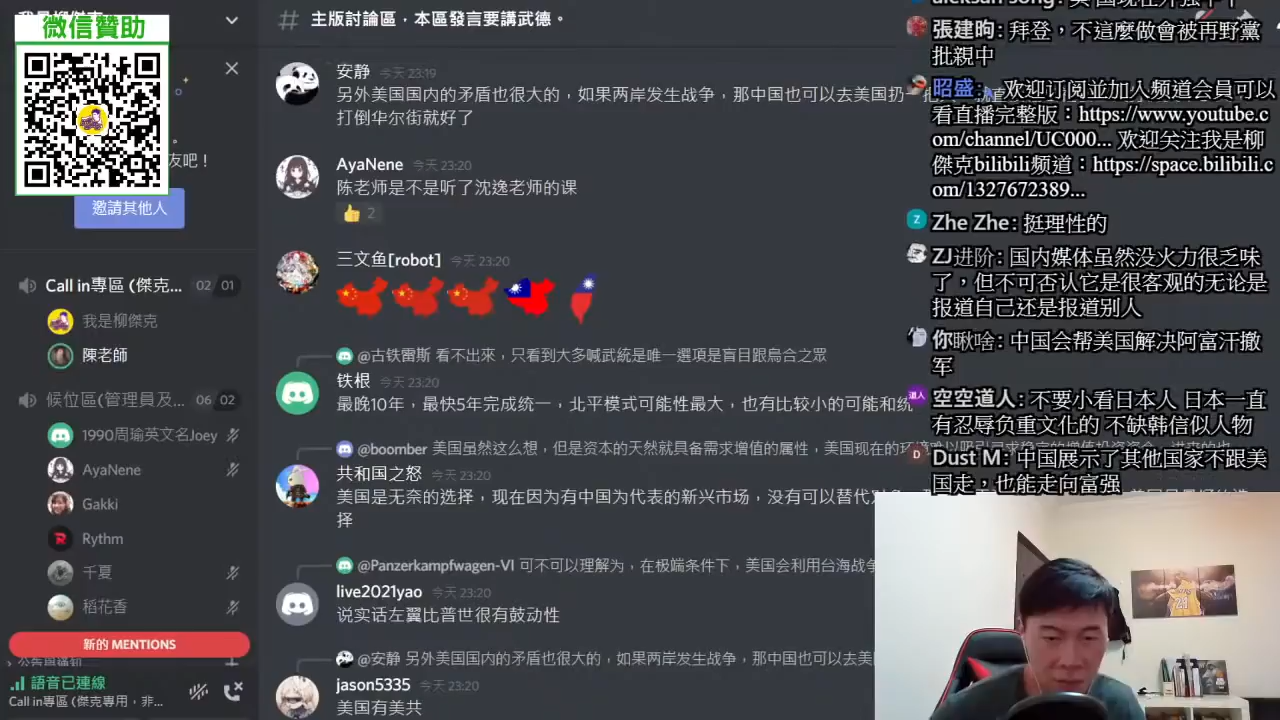 微信贊助
友吧！
邀請其他人
Call in專區 (傑克... 02 01
我是柳傑克
陳老師
候位區(管理員及... 06 02
1990周瑜英文名Joey
AyaNene
Gakki
Rythm
千夏
稻花香
新的 MENTIONS
語音已連線
Call in專區 (傑克專用，非...
主版討論區．本區發言要講武德。
安静 今天 23:19
另外美国国内的矛盾也很大的，如果两岸发生战争，那中国也可以去美国扔
打倒华尔街就好了
AyaNene 今天 23:20
陈老师是不是听了沈逸老师的课
2
三文鱼[robot] 今天 23:20
@古铁雷斯 看不出來，只看到大多喊武統是唯一選項是盲目跟烏合之眾
铁根 今天 23:20
最晚10年，最快5年完成统一，北平模式可能性最大，也有比较小的可能和统
@boomber 美国虽然这么想，但是资本的天然就具备需求增值的属性，美国现在的环
共和国之怒 今天 23:20
美国是无奈的选择，现在因为有中国为代表的新兴市场，没有可以替代
择
@Panzerkampfwagen-VI 可不可以理解为，在极端条件下，美国会利用台海战争
live2021yao 今天 23:20
说实话左翼比普世很有鼓动性
@安静 另外美国国内的矛盾也很大的，如果两岸发生战争，那中国也可以去美国
jason5335 今天 23:20
美国有美共
張建昫: 拜登，不這麼做會被再野黨
批親中
昭盛: 欢迎订阅並加入频道会員可以
看直播完整版：https://www.youtube.c
om/channel/UC000... 欢迎关注我是柳
傑克bilibili频道：https://space.bilibili.c
om/1327672389...
Zhe Zhe: 挺理性的
ZJ进阶: 国内媒体虽然没火力很乏味
了，但不可否认它是很客观的无论是
报道自己还是报道别人
你瞅啥: 中国会帮美国解决阿富汗撤
军
空空道人: 不要小看日本人 日本一直
有忍辱负重文化的 不缺韩信似人物
Dust M: 中国展示了其他国家不跟美
国走，也能走向富强